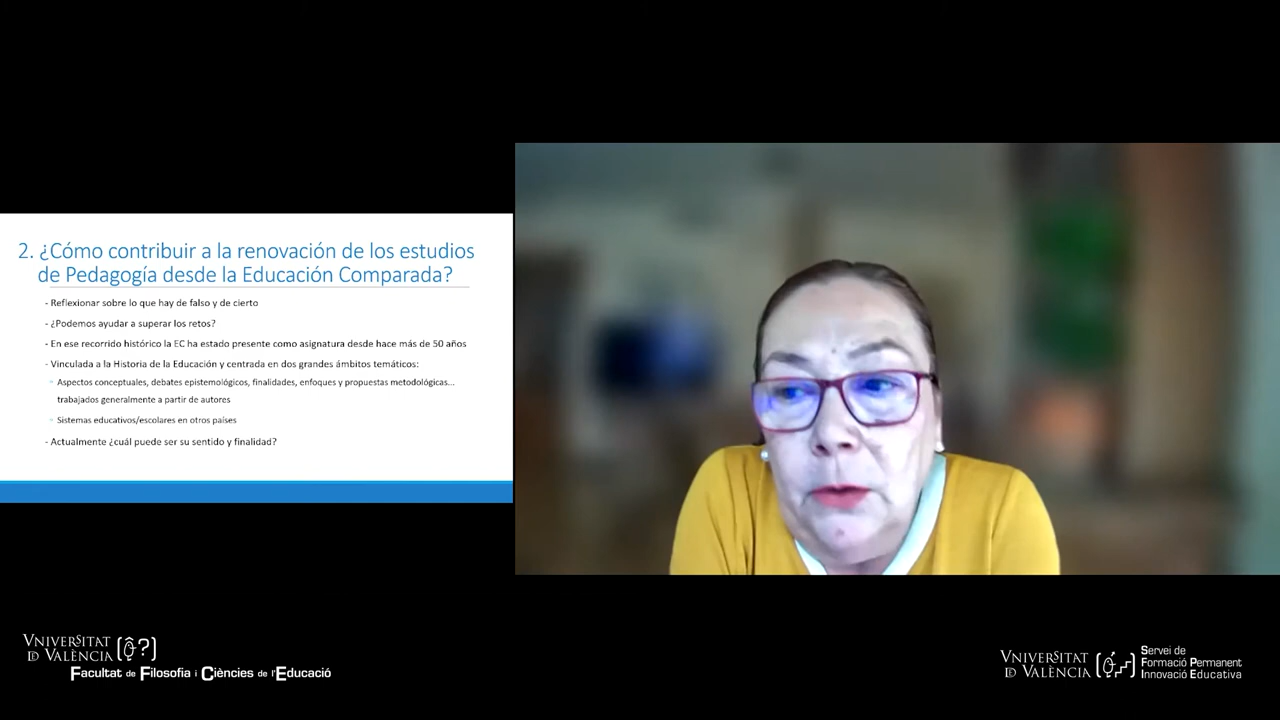 2. ¿Cómo contribuir a la renovación de los estudios
de Pedagogía desde la Educación Comparada?
- Reflexionar sobre lo que hay de falso y de cierto
- ¿Podemos ayudar a superar los retos?
- En ese recorrido histórico la EC ha estado presente como asignatura desde hace más de 50 años
- Vinculada a la Historia de la Educación y centrada en dos grandes ámbitos temáticos:
◦ Aspectos conceptuales, debates epistemológicos, finalidades, enfoques y propuestas metodológicas...
trabajados generalmente a partir de autores
◦ Sistemas educativos/escolares en otros países
- Actualmente ¿cuál puede ser su sentido y finalidad?
VNIVERSITAT
ID VALÈNCIA
Facultat de Filosofia i Ciències de l'Educació
VNIVERSITAT
ID VALÈNCIA
Servei de
Formació Permanent
Innovació Educativa